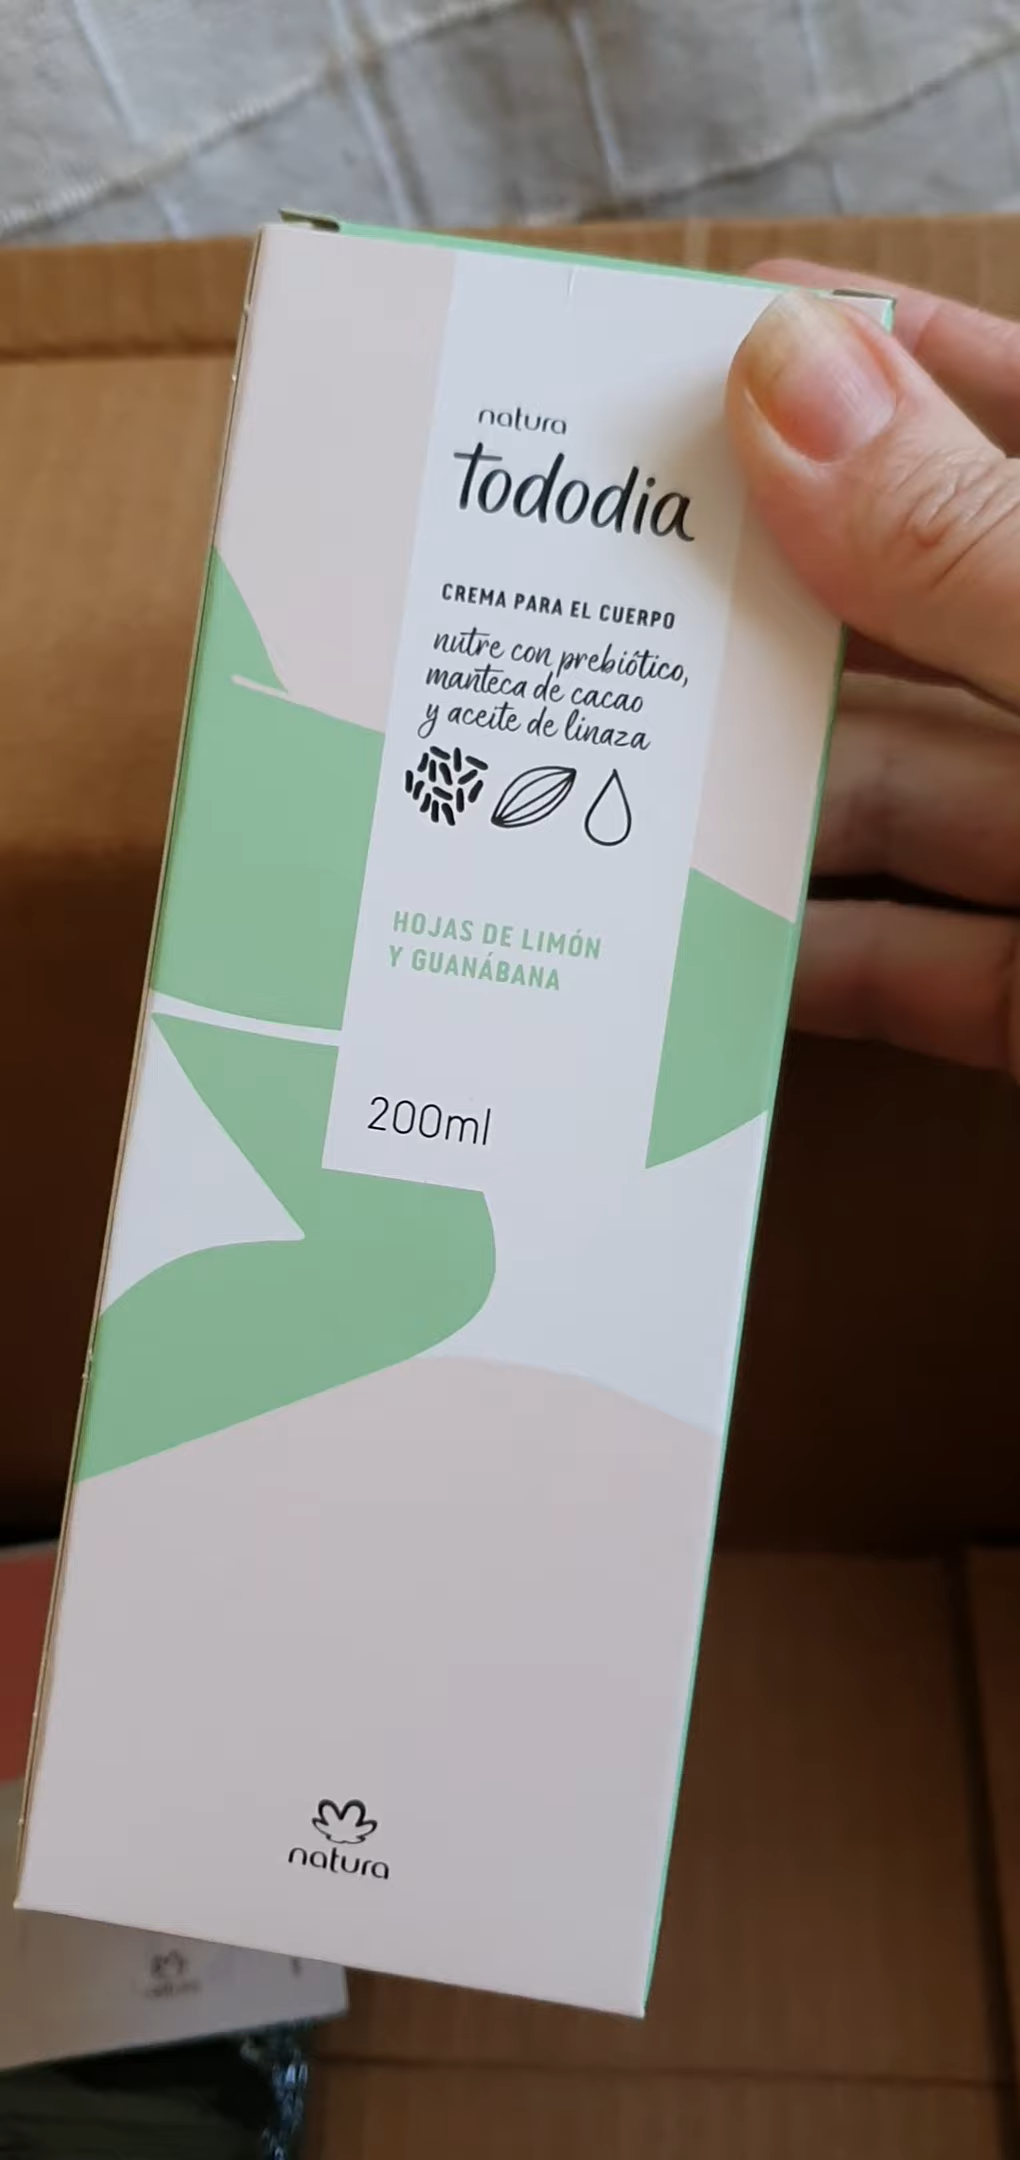 natura
tododia
CREMA PARA EL CUERPO
nutre con prebiótico,
manteca de cacao
y aceite de linaza
HOJAS DE LIMÓN
Y GUANÁBANA
200ml
natura